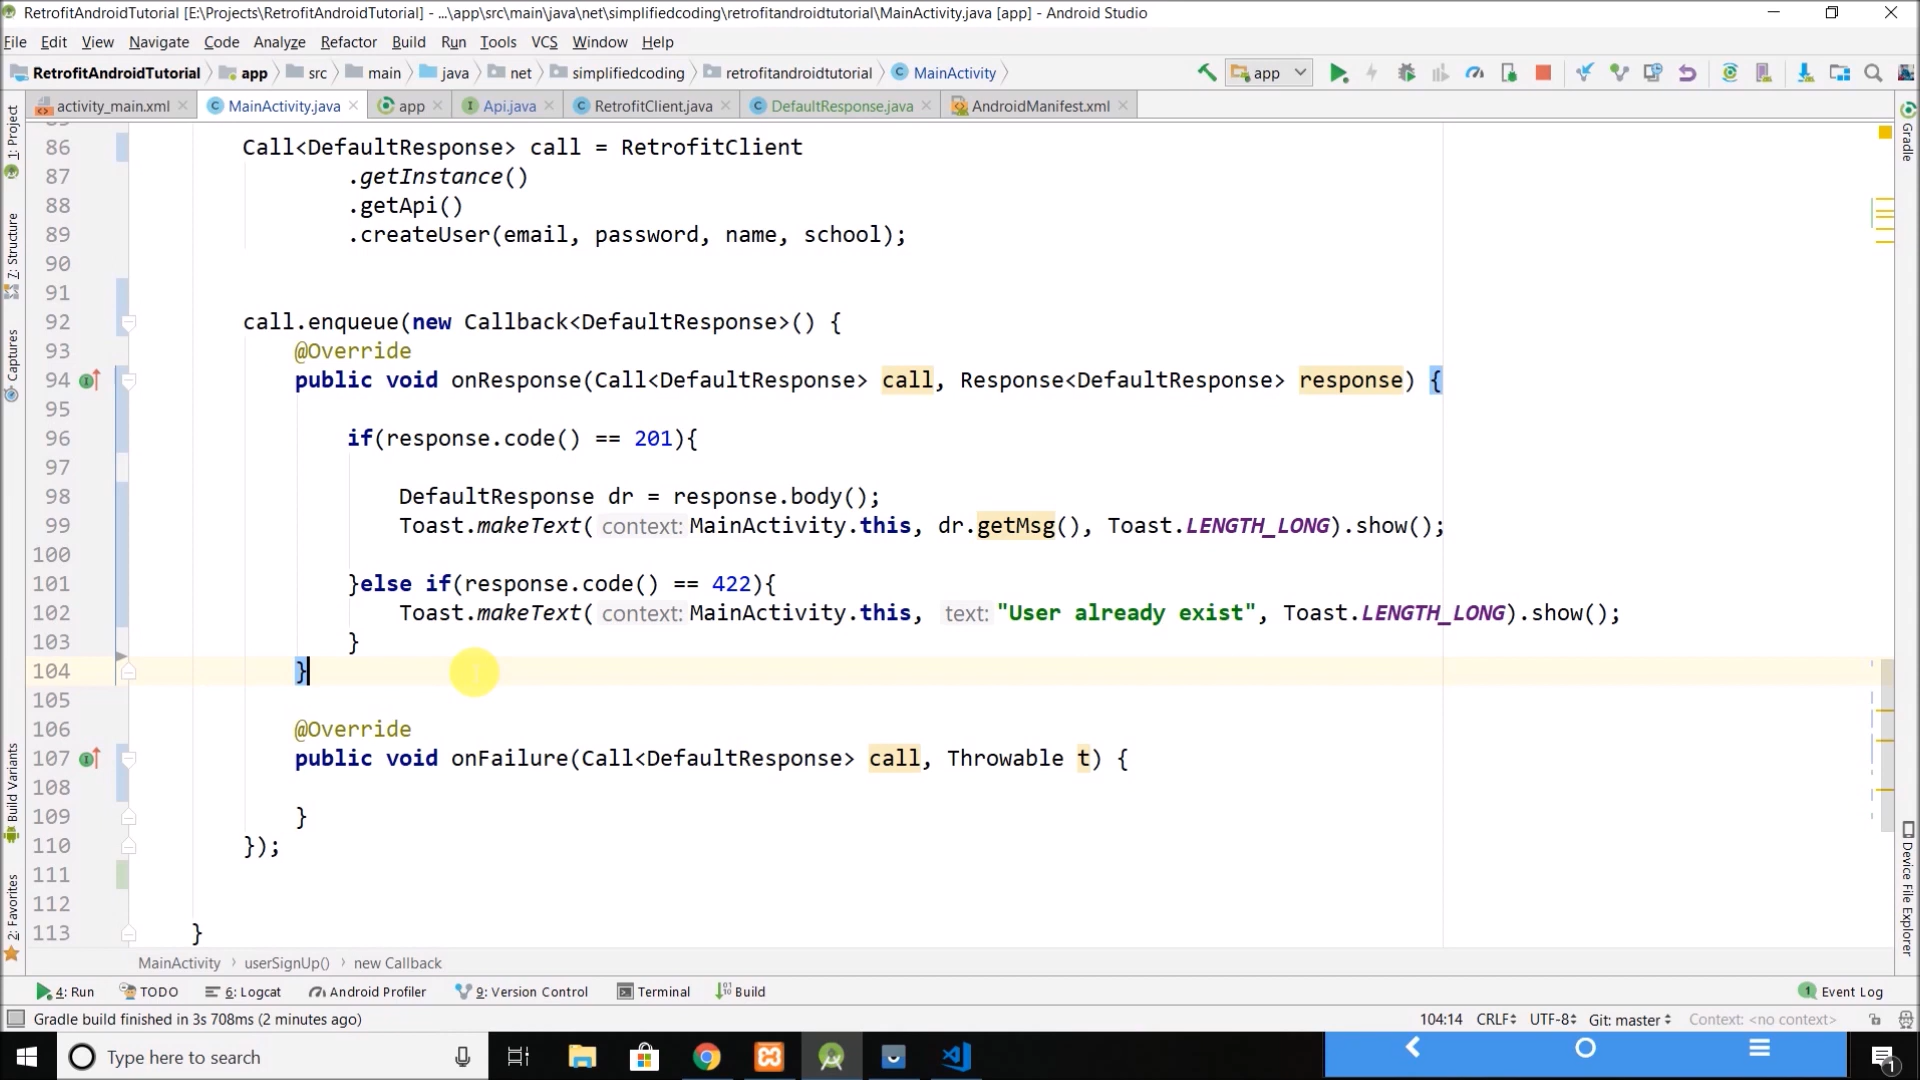 RetrofitAndroidTutorial [E:\Projects\RetrofitAndroidTutorial] - ...\app\src\main\java\net\simplifiedcoding\retrofitandroidtutorial\MainActivity.java [app] - Android Studio
File Edit View Navigate Code Analyze Refactor Build Run Tools VCS Window Help
RetrofitAndroidTutorial app src main java net simplifiedcoding retrofitandroidtutorial MainActivity app
activity_main.xml MainActivity.java app Api.java RetrofitClient.java DefaultResponse.java AndroidManifest.xml
1: Project
7: Structure
Captures
Build Variants
2: Favorites
Gradle
Device File Explorer
86 Call<DefaultResponse> call = RetrofitClient
87 .getInstance()
88 .getApi()
89 .createUser(email, password, name, school);
90
91
92 call.enqueue(new Callback<DefaultResponse>() {
93 @Override
94 public void onResponse(Call<DefaultResponse> call, Response<DefaultResponse> response) {
95
96 if(response.code() == 201){
97
98 DefaultResponse dr = response.body();
99 Toast.makeText( context: MainActivity.this, dr.getMsg(), Toast.LENGTH_LONG).show();
100
101 }else if(response.code() == 422){
102 Toast.makeText( context: MainActivity.this, text: "User already exist", Toast.LENGTH_LONG).show();
103 }
104 }
105
106 @Override
107 public void onFailure(Call<DefaultResponse> call, Throwable t) {
108
109 }
110 });
111
112
113 }
MainActivity userSignUp() new Callback
4: Run TODO 6: Logcat Android Profiler 9: Version Control Terminal Build 1 Event Log
Gradle build finished in 3s 708ms (2 minutes ago) 104:14 CRLF UTF-8 Git: master Context: <no context>
Type here to search 1